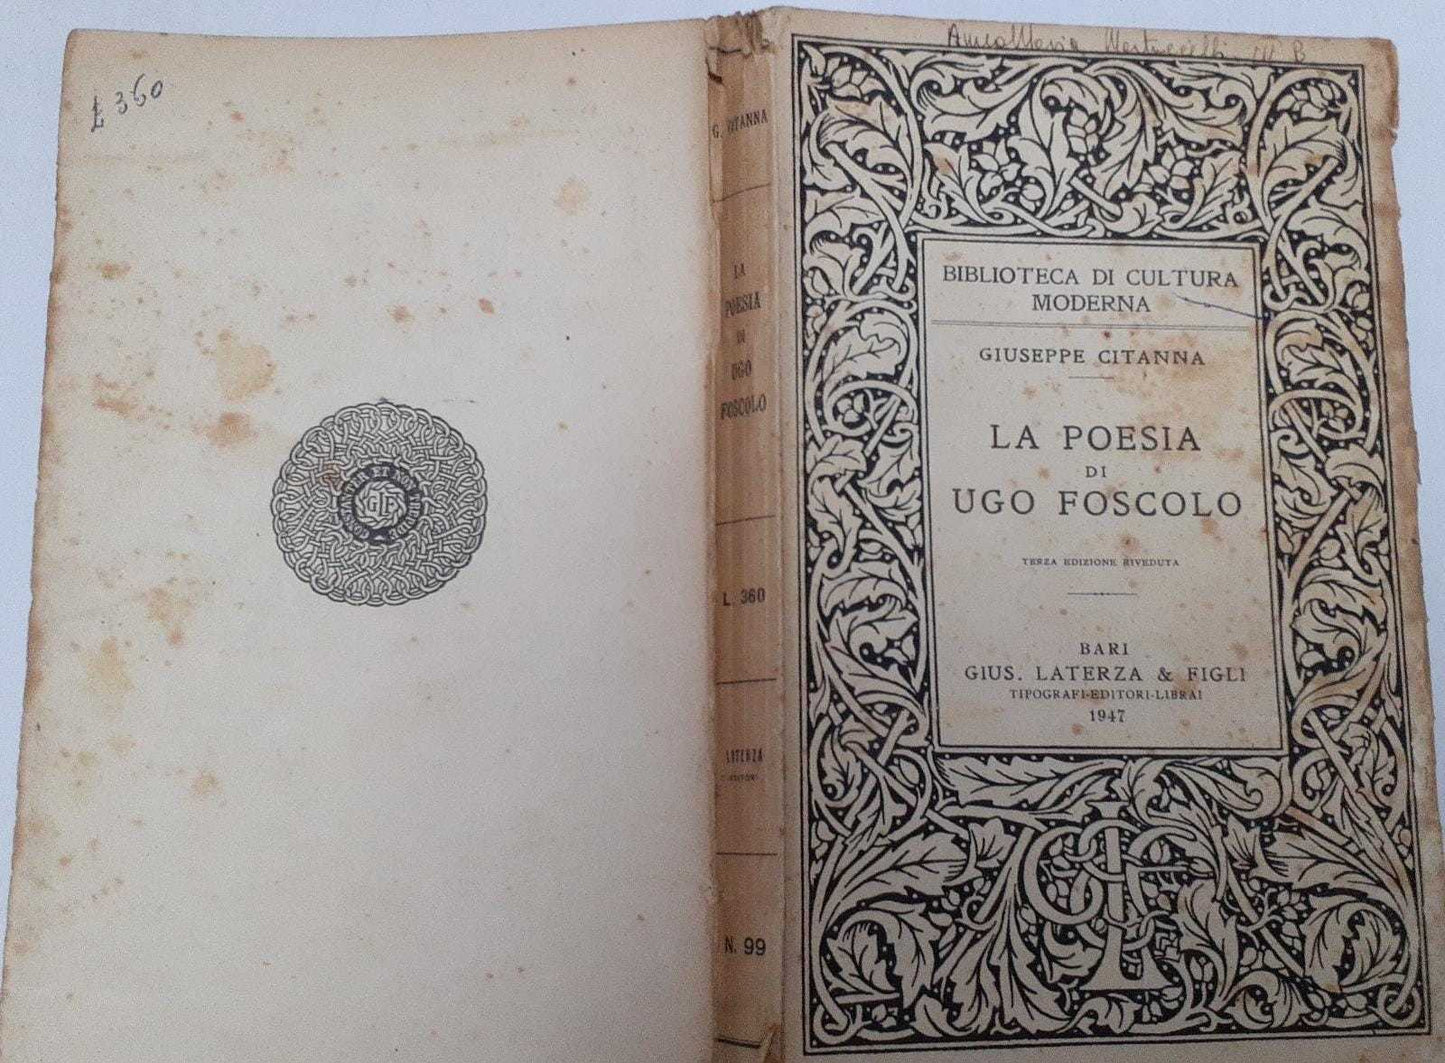 £ 360
G. CITANNA
LA
POESIA
DI
UGO
FOSCOLO
L. 360
LATERZA
EDITORI
N. 99
BIBLIOTECA DI CULTURA
MODERNA
GIUSEPPE CITANNA
LA POESIA
DI
UGO FOSCOLO
TERZA EDIZIONE RIVEDUTA
BARI
GIUS. LATERZA & FIGLI
TIPOGRAFI-EDITORI-LIBRAI
1947